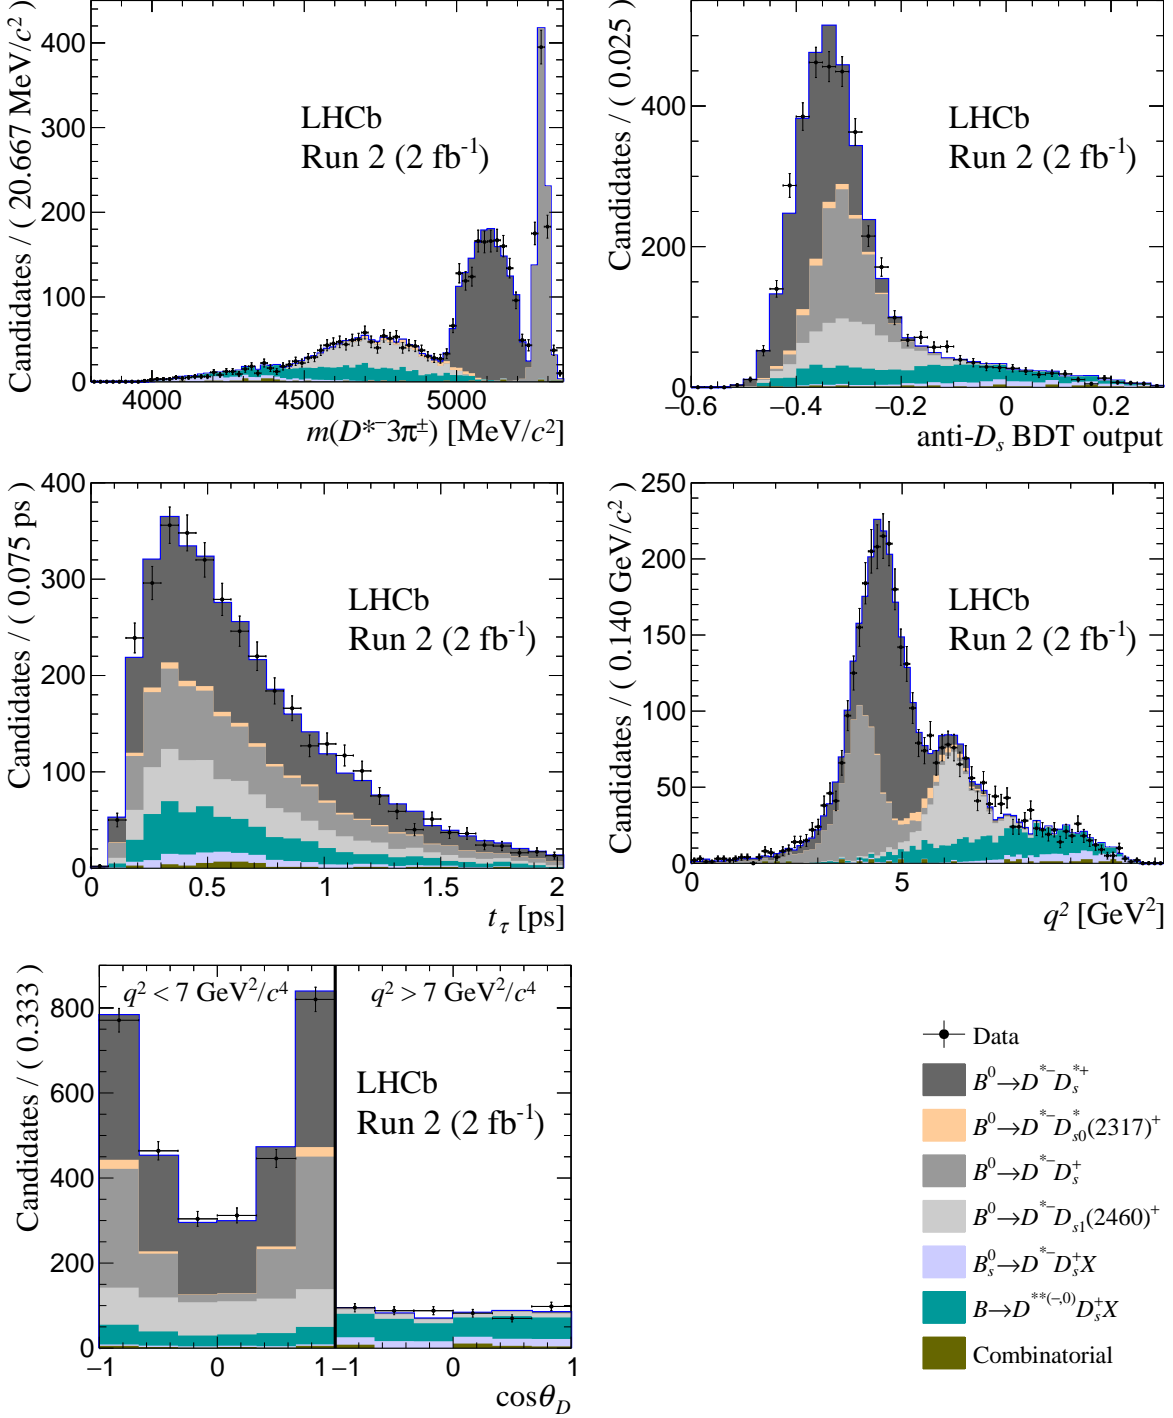 Candidates / ( 20.667 MeV/c²)
400
300
200
100
0
LHCb
Run 2 (2 fb⁻¹)
4000 4500 5000
m(D*⁻3π±) [MeV/c²]
Candidates / ( 0.025)
400
200
0
LHCb
Run 2 (2 fb⁻¹)
−0.6 −0.4 −0.2 0 0.2
anti-Dₛ BDT output
Candidates / ( 0.075 ps)
400
300
200
100
0
LHCb
Run 2 (2 fb⁻¹)
0 0.5 1 1.5 2
t_τ [ps]
Candidates / ( 0.140 GeV/c²)
250
200
150
100
50
0
LHCb
Run 2 (2 fb⁻¹)
0 5 10
q² [GeV²]
Candidates / ( 0.333)
800
600
400
200
0
q² < 7 GeV²/c⁴ q² > 7 GeV²/c⁴
LHCb
Run 2 (2 fb⁻¹)
−1 0 1 −1 0 1
cosθ_D
Data
B⁰→D*⁻Dₛ*⁺
B⁰→D*⁻D*ₛ₀(2317)⁺
B⁰→D*⁻Dₛ⁺
B⁰→D*⁻Dₛ₁(2460)⁺
Bₛ⁰→D*⁻Dₛ⁺X
B→D**(−,0)Dₛ⁺X
Combinatorial